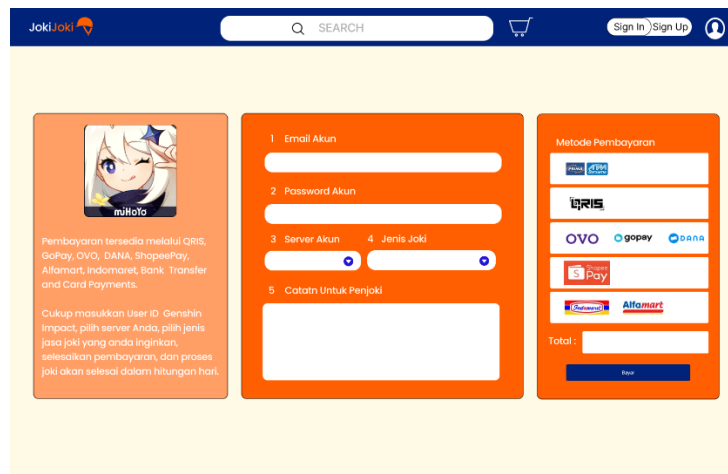 JokiJoki
SEARCH
Sign In
Sign Up
miHoYo
Pembayaran tersedia melalui QRIS,
GoPay, OVO, DANA, ShopeePay,
Alfamart, Indomaret, Bank Transfer
and Card Payments.
Cukup masukkan User ID Genshin
Impact, pilih server Anda, pilih jenis
jasa joki yang anda inginkan,
selesaikan pembayaran, dan proses
joki akan selesai dalam hitungan hari.
1 Email Akun
2 Password Akun
3 Server Akun
4 Jenis Joki
5 Catatn Untuk Penjoki
Metode Pembayaran
ATM
QRIS
OVO
gopay
DANA
Shopee
Pay
Indomaret
Alfamart
Total :
Bayar